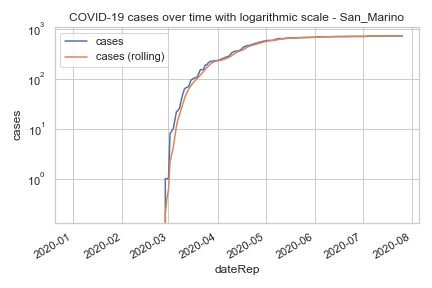 COVID-19 cases over time with logarithmic scale - San_Marino
cases
cases (rolling)
10³
10²
10¹
10⁰
cases
2020-01
2020-02
2020-03
2020-04
2020-05
2020-06
2020-07
2020-08
dateRep